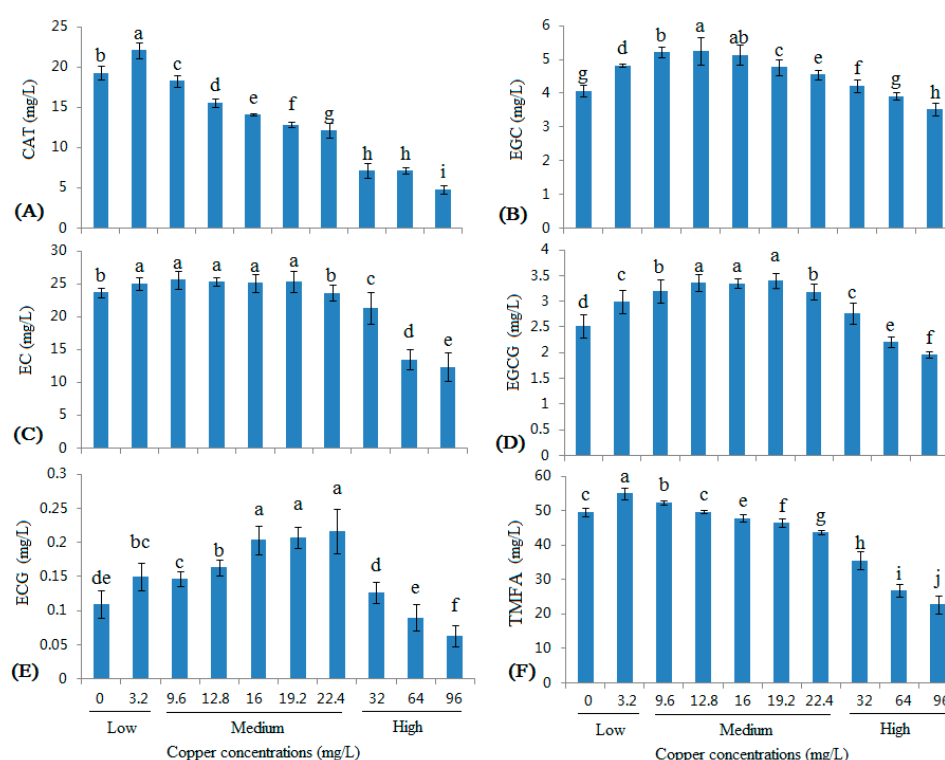 25
20
15
10
5
0
CAT (mg/L)
b a c d e f g h h i
(A)
6
5
4
3
2
1
0
EGC (mg/L)
g d b a ab c e f g h
(B)
30
25
20
15
10
5
0
EC (mg/L)
b a a a a a b c d e
(C)
4
3.5
3
2.5
2
1.5
1
0.5
0
EGCG (mg/L)
d c b a a a b c e f
(D)
0.3
0.25
0.2
0.15
0.1
0.05
0
ECG (mg/L)
de bc c b a a a d e f
(E)
0 3.2 9.6 12.8 16 19.2 22.4 32 64 96
Low Medium High
Copper concentrations (mg/L)
60
50
40
30
20
10
0
TMFA (mg/L)
c a b c e f g h i j
(F)
0 3.2 9.6 12.8 16 19.2 22.4 32 64 96
Low Medium High
Copper concentrations (mg/L)